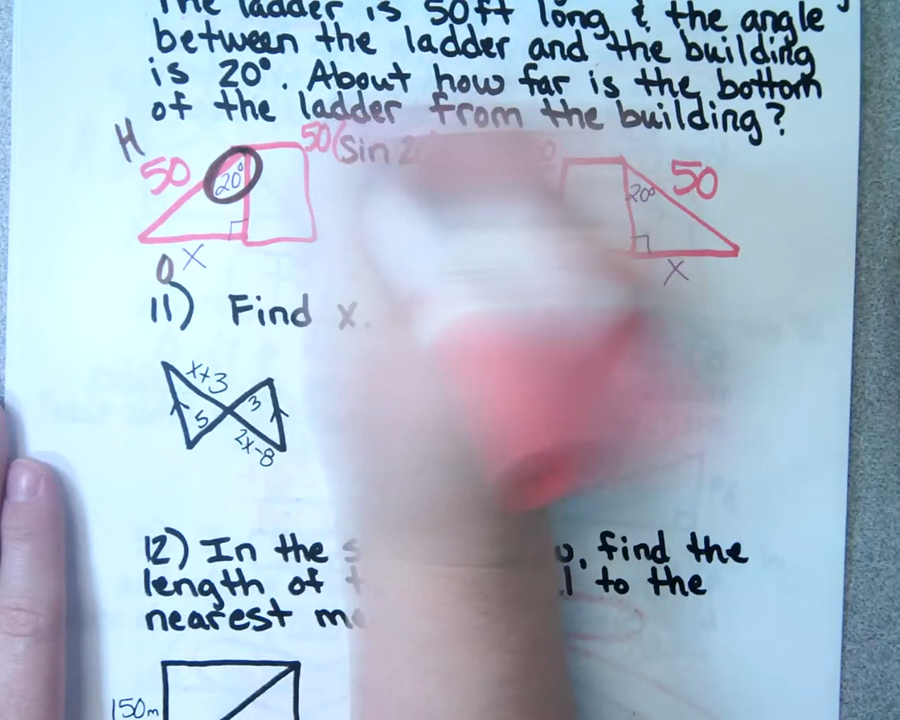 The ladder is 50ft long & the angle
between the ladder and the building
is 20°. About how far is the bottom
of the ladder from the building?
H
50 20° 50(sin
20° 50
O X
X
11) Find x.
x+3
5 3
2x-8
12) In the find the
length of to the
nearest
150m